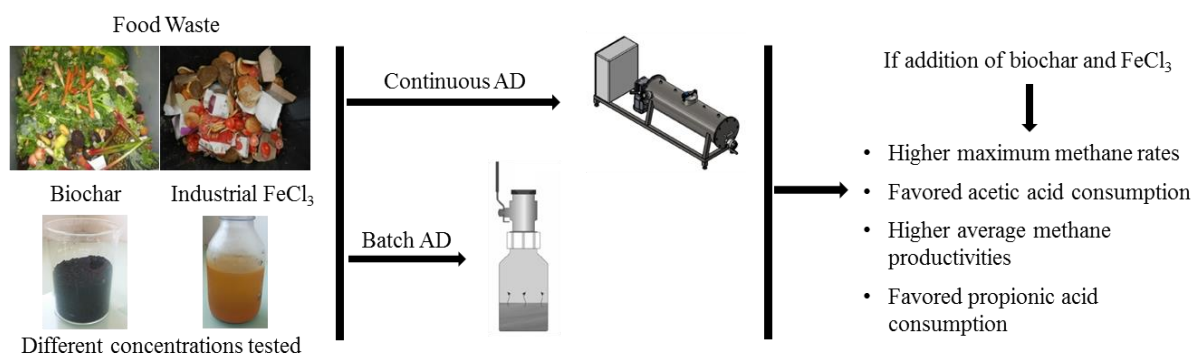 Food Waste
Biochar
Industrial FeCl₃
Different concentrations tested
Continuous AD
Batch AD
If addition of biochar and FeCl₃
• Higher maximum methane rates
• Favored acetic acid consumption
• Higher average methane
productivities
• Favored propionic acid
consumption